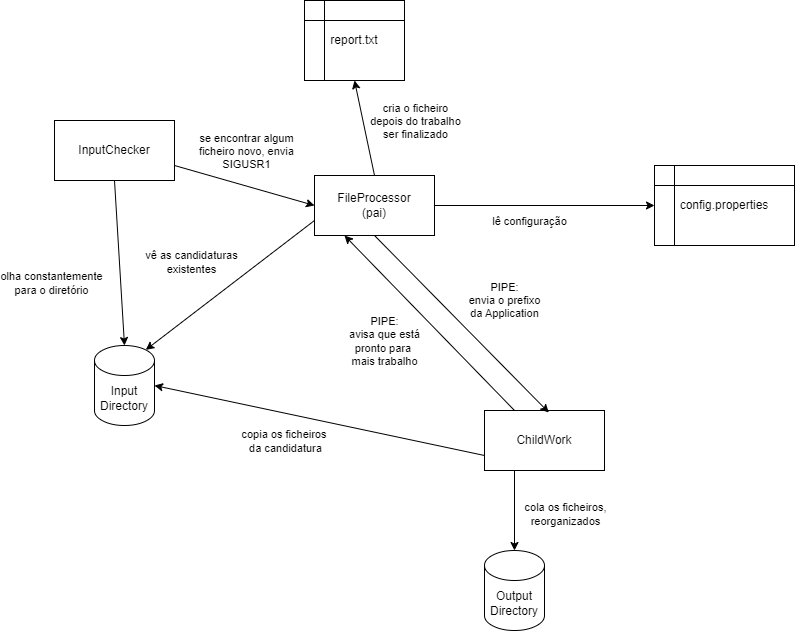 report.txt
cria o ficheiro
depois do trabalho
ser finalizado
InputChecker
se encontrar algum
ficheiro novo, envia
SIGUSR1
FileProcessor
(pai)
config.properties
lê configuração
vê as candidaturas
existentes
olha constantemente
para o diretório
PIPE:
envia o prefixo
da Application
PIPE:
avisa que está
pronto para
mais trabalho
Input
Directory
ChildWork
copia os ficheiros
da candidatura
cola os ficheiros,
reorganizados
Output
Directory